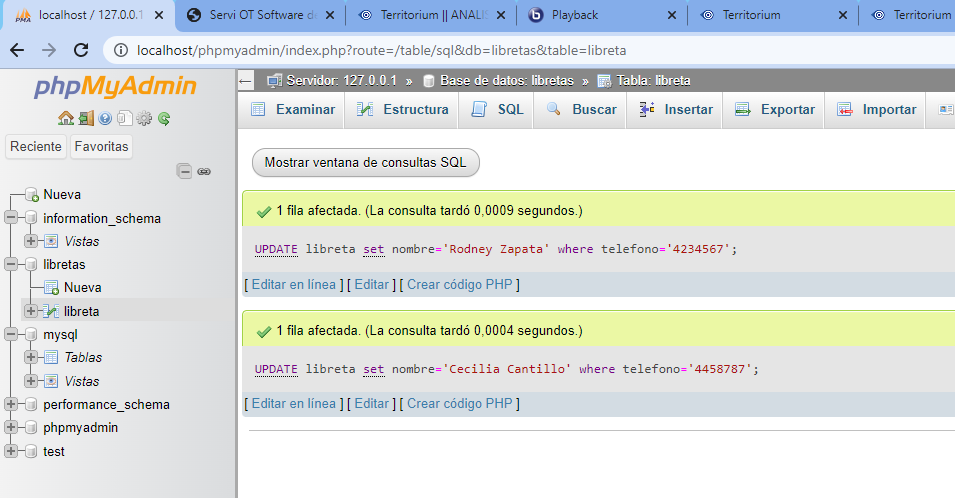 localhost / 127.0.0.1
Servi OT Software de
Territorium || ANALIS
Playback
Territorium
Territorium
localhost/phpmyadmin/index.php?route=/table/sql&db=libretas&table=libreta
phpMyAdmin
Servidor: 127.0.0.1 » Base de datos: libretas » Tabla: libreta
Examinar Estructura SQL Buscar Insertar Exportar Importar
Reciente Favoritas
Nueva
information_schema
Vistas
libretas
Nueva
libreta
mysql
Tablas
Vistas
performance_schema
phpmyadmin
test
Mostrar ventana de consultas SQL
1 fila afectada. (La consulta tardó 0,0009 segundos.)
UPDATE libreta set nombre='Rodney Zapata' where telefono='4234567';
[ Editar en línea ] [ Editar ] [ Crear código PHP ]
1 fila afectada. (La consulta tardó 0,0004 segundos.)
UPDATE libreta set nombre='Cecilia Cantillo' where telefono='4458787';
[ Editar en línea ] [ Editar ] [ Crear código PHP ]